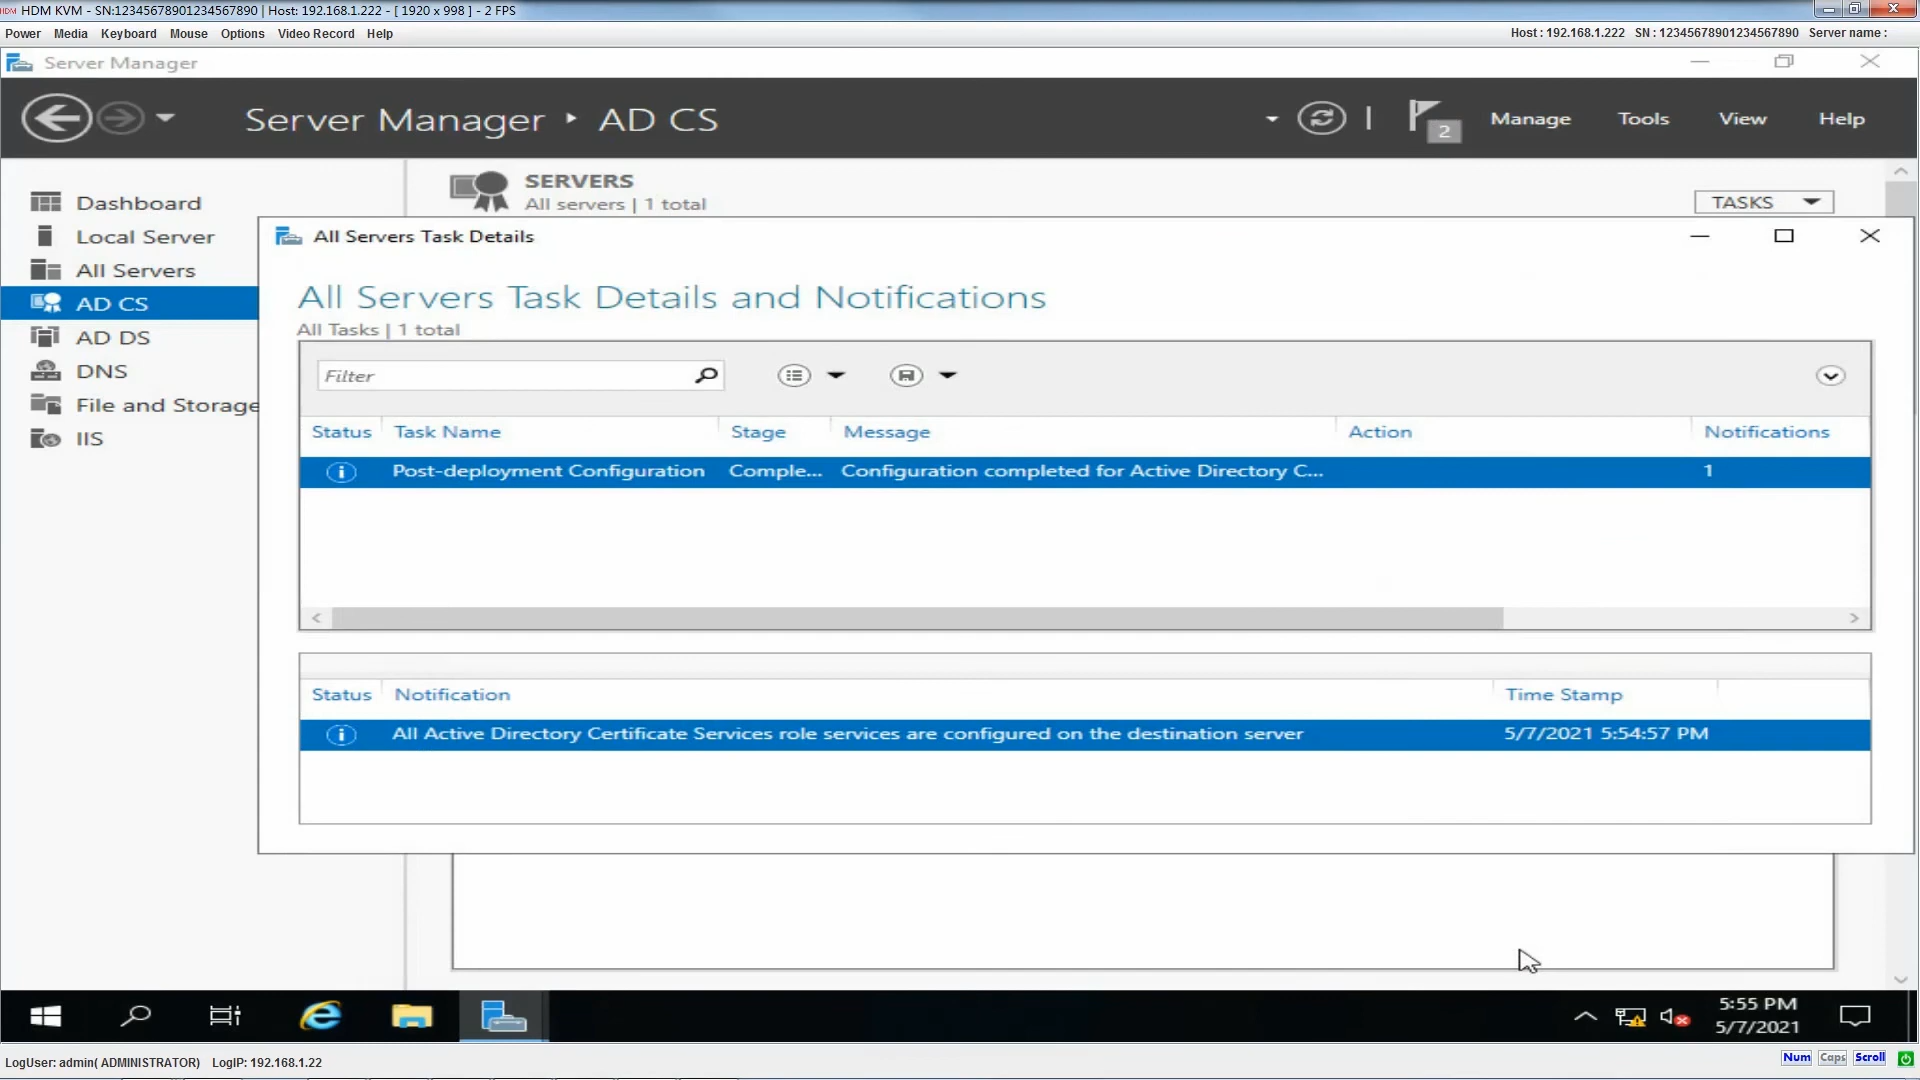 HDM HDM KVM - SN:12345678901234567890 | Host: 192.168.1.222 - [ 1920 x 998 ] - 2 FPS
Power Media Keyboard Mouse Options Video Record Help Host : 192.168.1.222 SN : 12345678901234567890 Server name :
Server Manager
Server Manager AD CS 2 Manage Tools View Help
SERVERS
All servers | 1 total
TASKS
Dashboard
Local Server
All Servers
AD CS
AD DS
DNS
File and Storage
IIS
All Servers Task Details
All Servers Task Details and Notifications
All Tasks | 1 total
Filter
Status Task Name Stage Message Action Notifications
Post-deployment Configuration Comple... Configuration completed for Active Directory C... 1
Status Notification Time Stamp
All Active Directory Certificate Services role services are configured on the destination server 5/7/2021 5:54:57 PM
5:55 PM
5/7/2021
LogUser: admin( ADMINISTRATOR) LogIP: 192.168.1.22 Num Caps Scroll